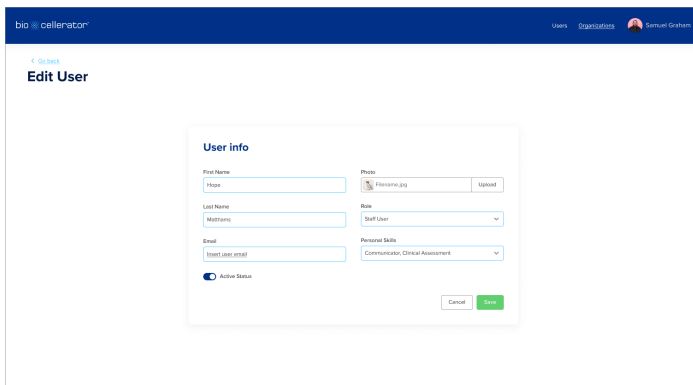 bio cellerator
Users Organizations Samuel Graham
Go back
Edit User
User info
First Name
Hope
Last Name
Matthams
Email
Insert user email
Active Status
Photo
Filename.jpg Upload
Role
Staff User
Personal Skills
Communicator, Clinical Assessment
Cancel Save